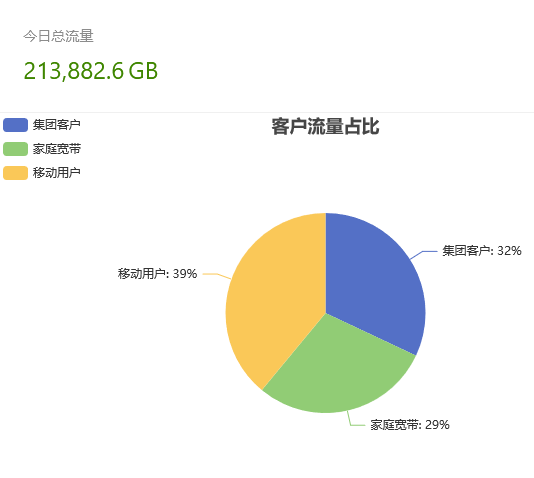 今日总流量
213,882.6 GB
客户流量占比
集团客户
家庭宽带
移动用户
集团客户: 32%
移动用户: 39%
家庭宽带: 29%